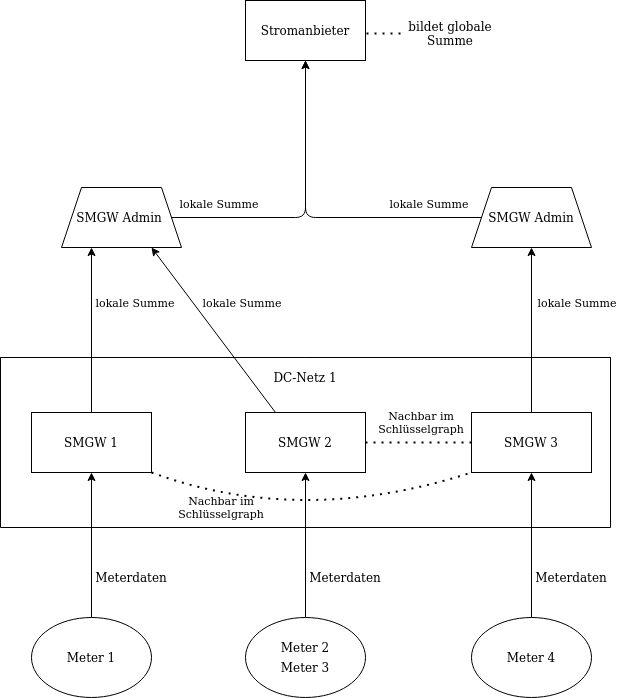 Stromanbieter
bildet globale
Summe
lokale Summe
lokale Summe
SMGW Admin
SMGW Admin
lokale Summe
lokale Summe
lokale Summe
DC-Netz 1
Nachbar im
Schlüsselgraph
SMGW 1
SMGW 2
SMGW 3
Nachbar im
Schlüsselgraph
Meterdaten
Meterdaten
Meterdaten
Meter 1
Meter 2
Meter 3
Meter 4